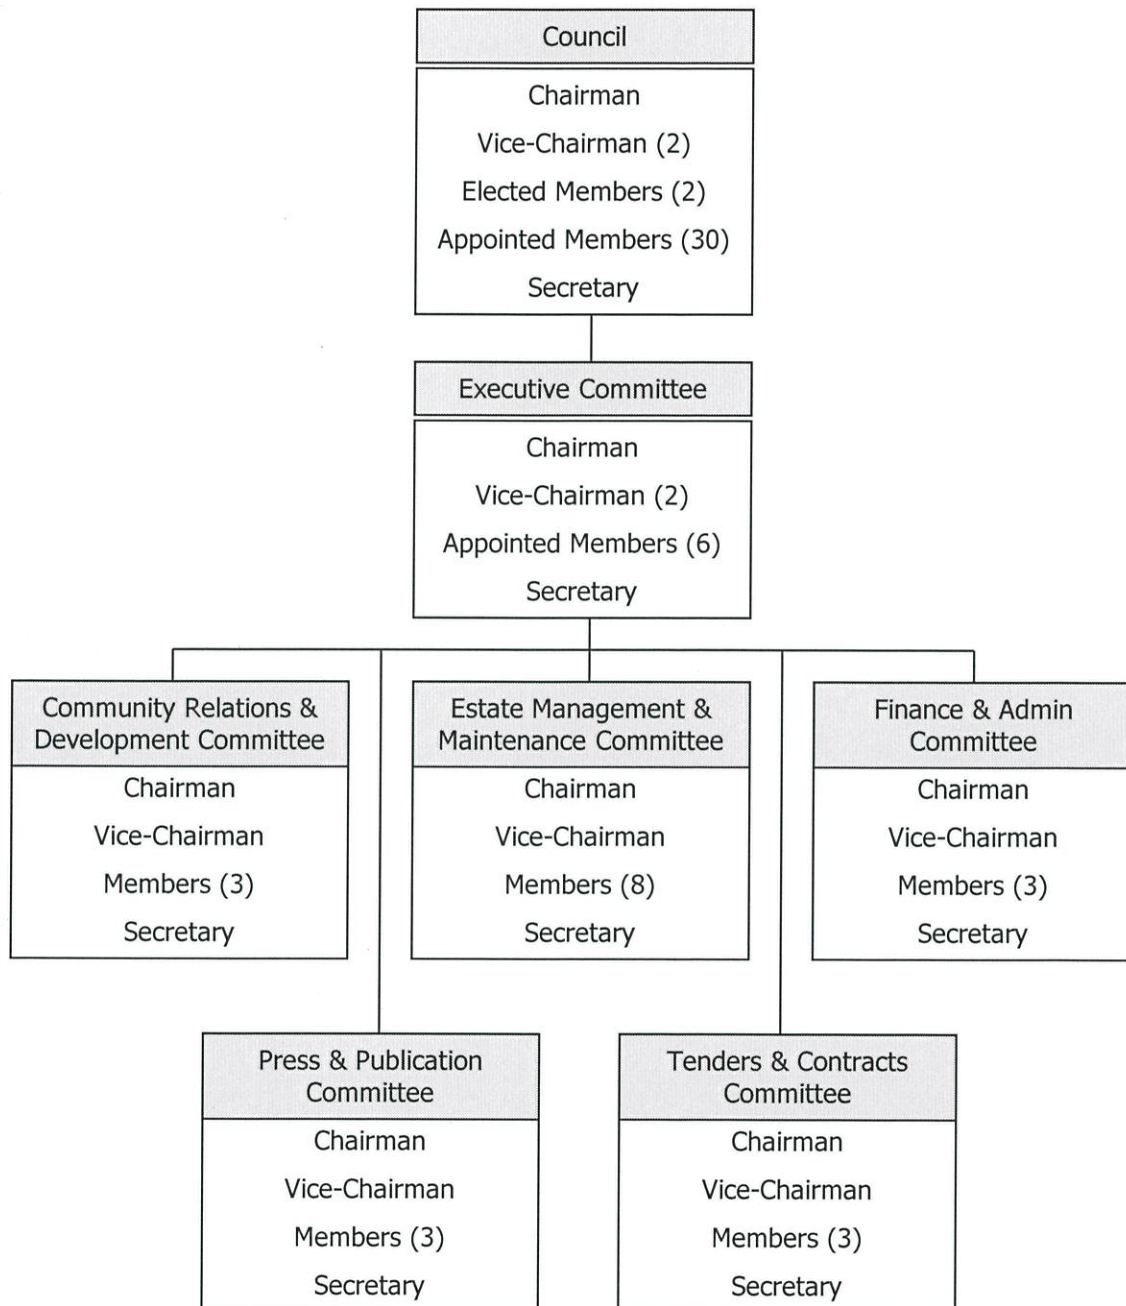 Council
Chairman
Vice-Chairman (2)
Elected Members (2)
Appointed Members (30)
Secretary
Executive Committee
Chairman
Vice-Chairman (2)
Appointed Members (6)
Secretary
Community Relations &
Development Committee
Chairman
Vice-Chairman
Members (3)
Secretary
Estate Management &
Maintenance Committee
Chairman
Vice-Chairman
Members (8)
Secretary
Finance & Admin
Committee
Chairman
Vice-Chairman
Members (3)
Secretary
Press & Publication
Committee
Chairman
Vice-Chairman
Members (3)
Secretary
Tenders & Contracts
Committee
Chairman
Vice-Chairman
Members (3)
Secretary